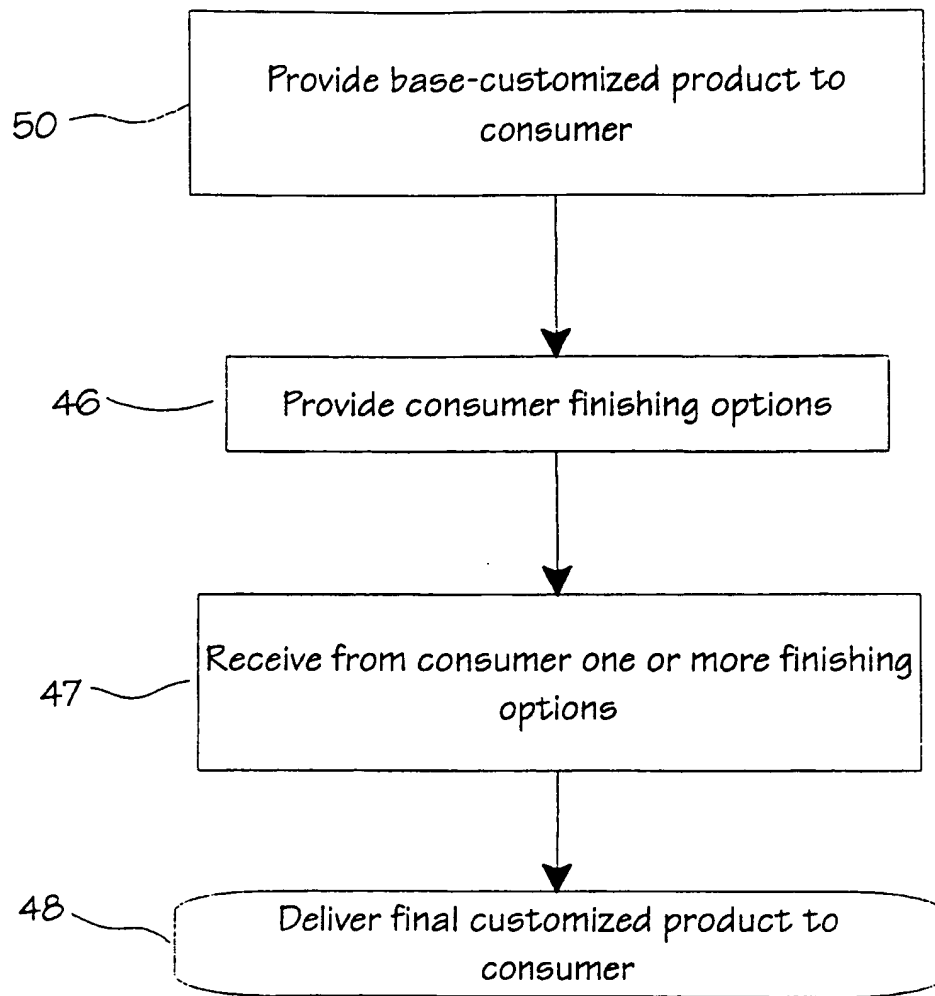 Provide base-customized product to
consumer
50
Provide consumer finishing options
46
Receive from consumer one or more finishing
options
47
Deliver final customized product to
consumer
48